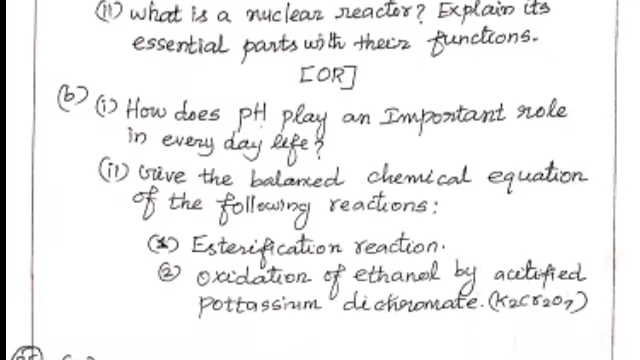 (ii) What is a nuclear reactor? Explain its
essential parts with their functions.
[OR]
(b) (i) How does pH play an Important role
in every day life?
(ii) Give the balanced chemical equation
of the following reactions:
(1) Esterification reaction.
② Oxidation of ethanol by acitified
pottassium dichromate. (K2Cr2O7)